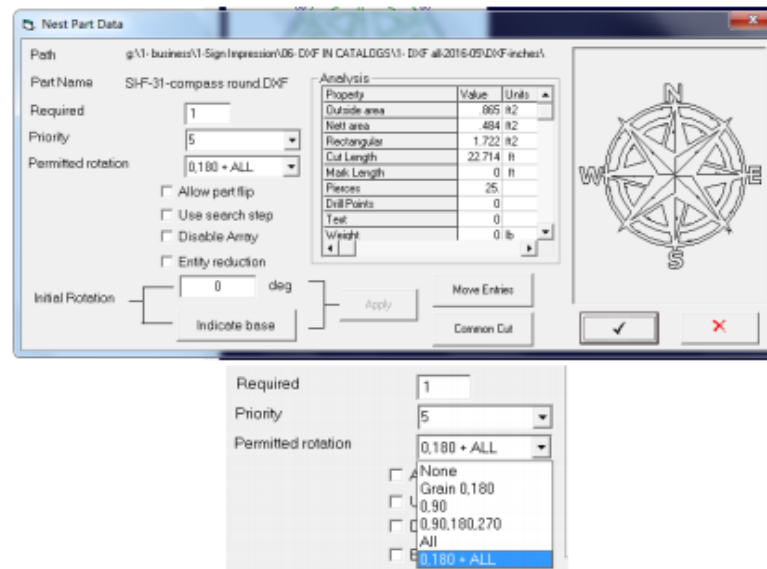 Nest Part Data
Path g:\1- business\1-Sign Impression\06- DXF IN CATALOGS\1- DXF all-2016-05\DXF-inches\
Part Name SI-F-31-compass round.DXF
Required 1
Priority 5
Permitted rotation 0,180 + ALL
Allow part flip
Use search step
Disable Array
Entity reduction
Initial Rotation 0 deg
Indicate base
Apply
Analysis
Property Value Units
Outside area .865 ft2
Nett area .484 ft2
Rectangular 1.722 ft2
Cut Length 22.714 ft
Mark Length 0 ft
Pierces 25.
Drill Points 0
Text 0
Weight 0 lb
Move Entries
Common Cut
N
W E
S
Required 1
Priority 5
Permitted rotation 0,180 + ALL
None
Grain 0,180
0,90
0,90,180,270
All
0,180 + ALL